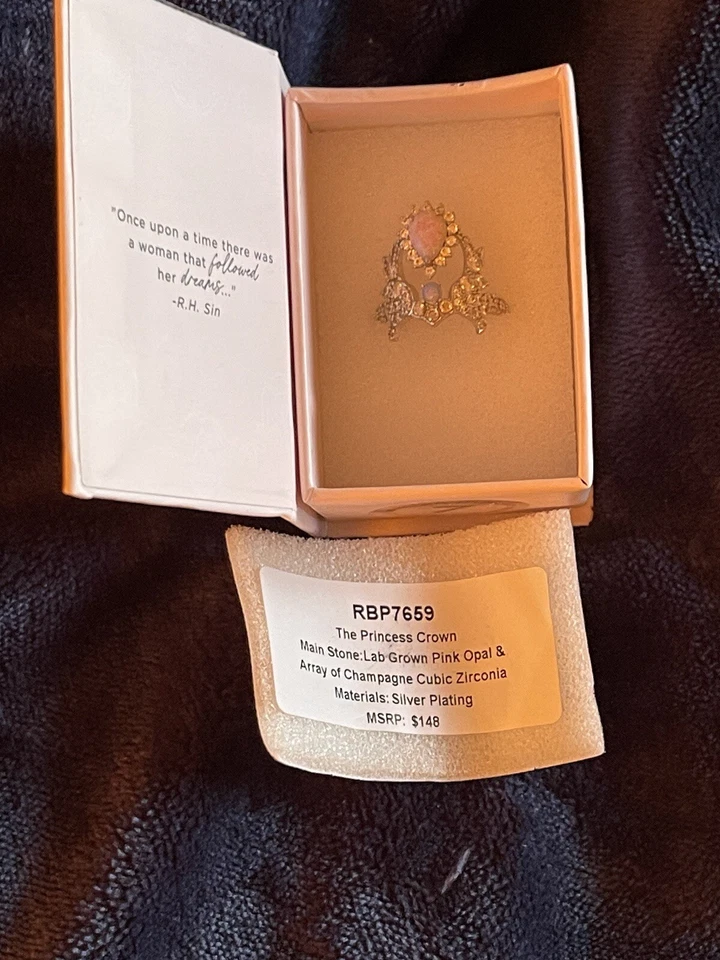 "Once upon a time there was
a woman that followed
her dreams..."
-R.H. Sin
RBP7659
The Princess Crown
Main Stone:Lab Grown Pink Opal &
Array of Champagne Cubic Zirconia
Materials: Silver Plating
MSRP: $148